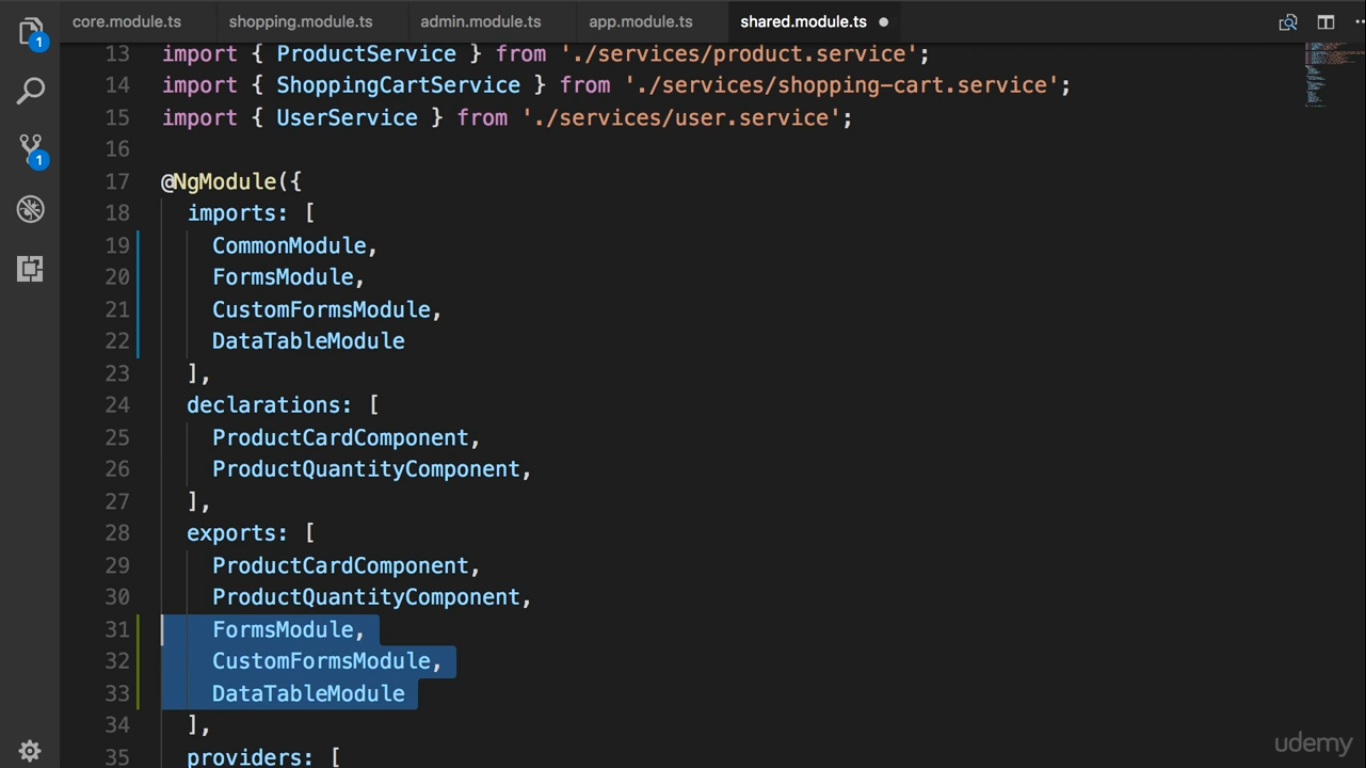 core.module.ts shopping.module.ts admin.module.ts app.module.ts shared.module.ts
1
1
13 import { ProductService } from './services/product.service';
14 import { ShoppingCartService } from './services/shopping-cart.service';
15 import { UserService } from './services/user.service';
16
17 @NgModule({
18 imports: [
19 CommonModule,
20 FormsModule,
21 CustomFormsModule,
22 DataTableModule
23 ],
24 declarations: [
25 ProductCardComponent,
26 ProductQuantityComponent,
27 ],
28 exports: [
29 ProductCardComponent,
30 ProductQuantityComponent,
31 FormsModule,
32 CustomFormsModule,
33 DataTableModule
34 ],
35 providers: [
udemy